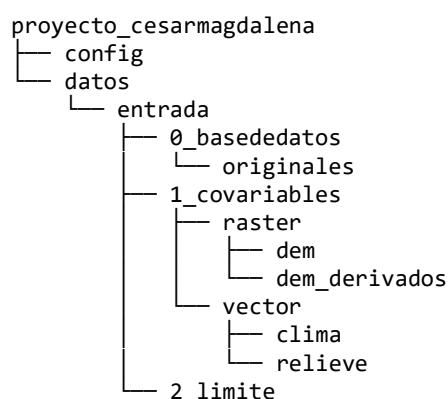 proyecto_cesarmagdalena
├── config
└── datos
    └── entrada
        ├── 0_basededatos
        │   └── originales
        ├── 1_covariables
        │   ├── raster
        │   │   ├── dem
        │   │   └── dem_derivados
        │   └── vector
        │       ├── clima
        │       └── relieve
        └── 2 limite